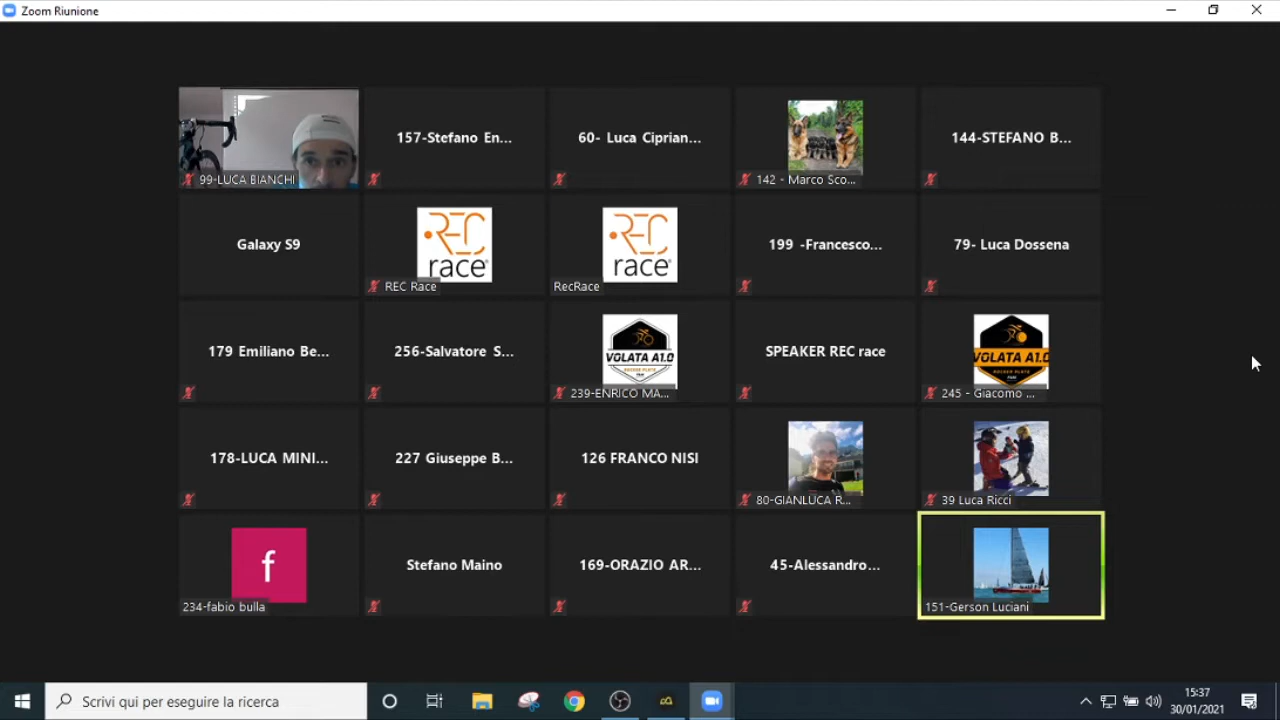 Zoom Riunione
99-LUCA BIANCHI
157-Stefano En...
60- Luca Ciprian...
142 - Marco Sco...
144-STEFANO B...
Galaxy S9
REC
race
REC Race
REC
race
RecRace
199 -Francesco...
79- Luca Dossena
179 Emiliano Be...
256-Salvatore S...
VOLATA A1.0
239-ENRICO MA...
SPEAKER REC race
VOLATA A1.0
245 - Giacomo ...
178-LUCA MINI...
227 Giuseppe B...
126 FRANCO NISI
80-GIANLUCA R...
39 Luca Ricci
f
234-fabio bulla
Stefano Maino
169-ORAZIO AR...
45-Alessandro...
151-Gerson Luciani
Scrivi qui per eseguire la ricerca
15:37
30/01/2021